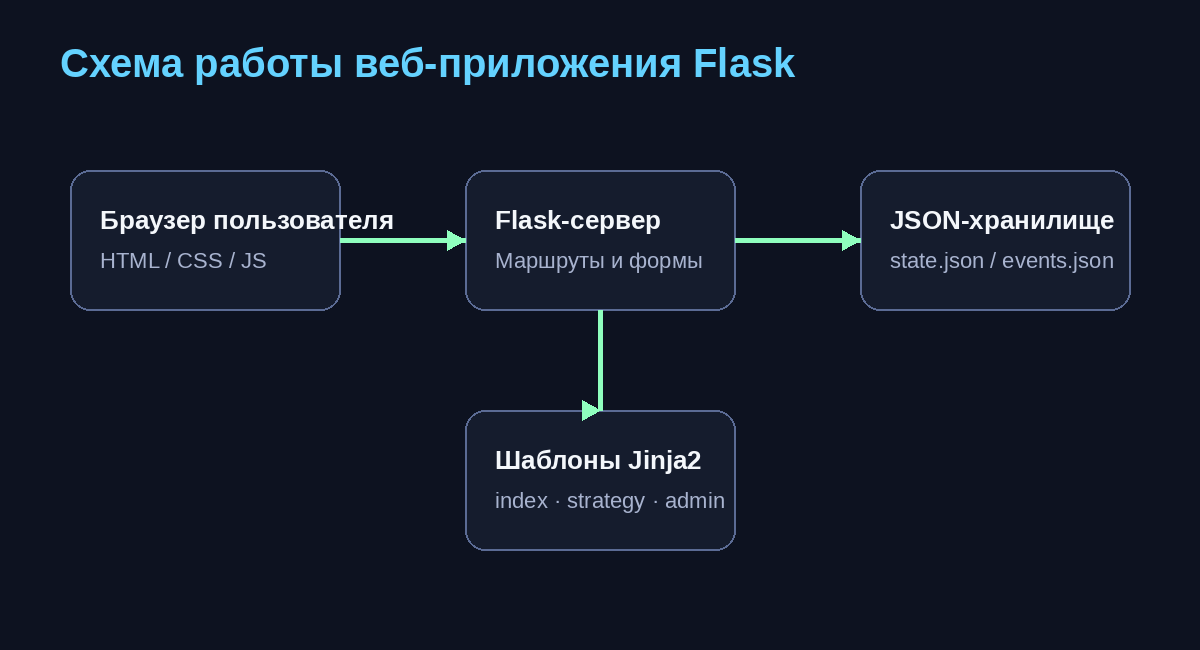 Схема работы веб-приложения Flask
Браузер пользователя
HTML / CSS / JS
Flask-сервер
Маршруты и формы
JSON-хранилище
state.json / events.json
Шаблоны Jinja2
index · strategy · admin